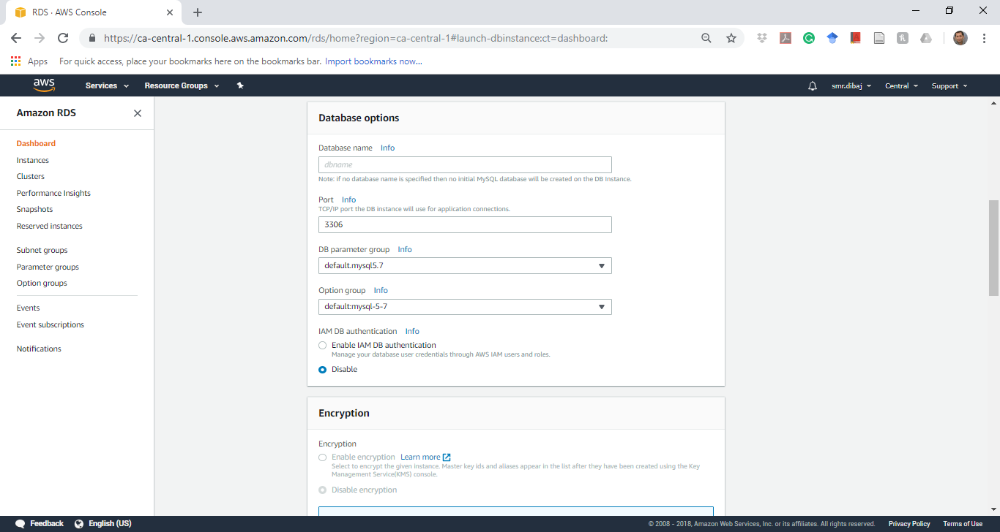 RDS · AWS Console
https://ca-central-1.console.aws.amazon.com/rds/home?region=ca-central-1#launch-dbinstance:ct=dashboard:
Apps For quick access, place your bookmarks here on the bookmarks bar. Import bookmarks now...
aws Services Resource Groups smr.dibaj Central Support
Amazon RDS
Dashboard
Instances
Clusters
Performance Insights
Snapshots
Reserved instances
Subnet groups
Parameter groups
Option groups
Events
Event subscriptions
Notifications
Database options
Database name Info
dbname
Note: if no database name is specified then no initial MySQL database will be created on the DB Instance.
Port Info
TCP/IP port the DB instance will use for application connections.
3306
DB parameter group Info
default.mysql5.7
Option group Info
default:mysql-5-7
IAM DB authentication Info
Enable IAM DB authentication
Manage your database user credentials through AWS IAM users and roles.
Disable
Encryption
Encryption
Enable encryption Learn more
Select to encrypt the given instance. Master key ids and aliases appear in the list after they have been created using the Key
Management Service(KMS) console.
Disable encryption
Feedback English (US) © 2008 - 2018, Amazon Web Services, Inc. or its affiliates. All rights reserved. Privacy Policy Terms of Use